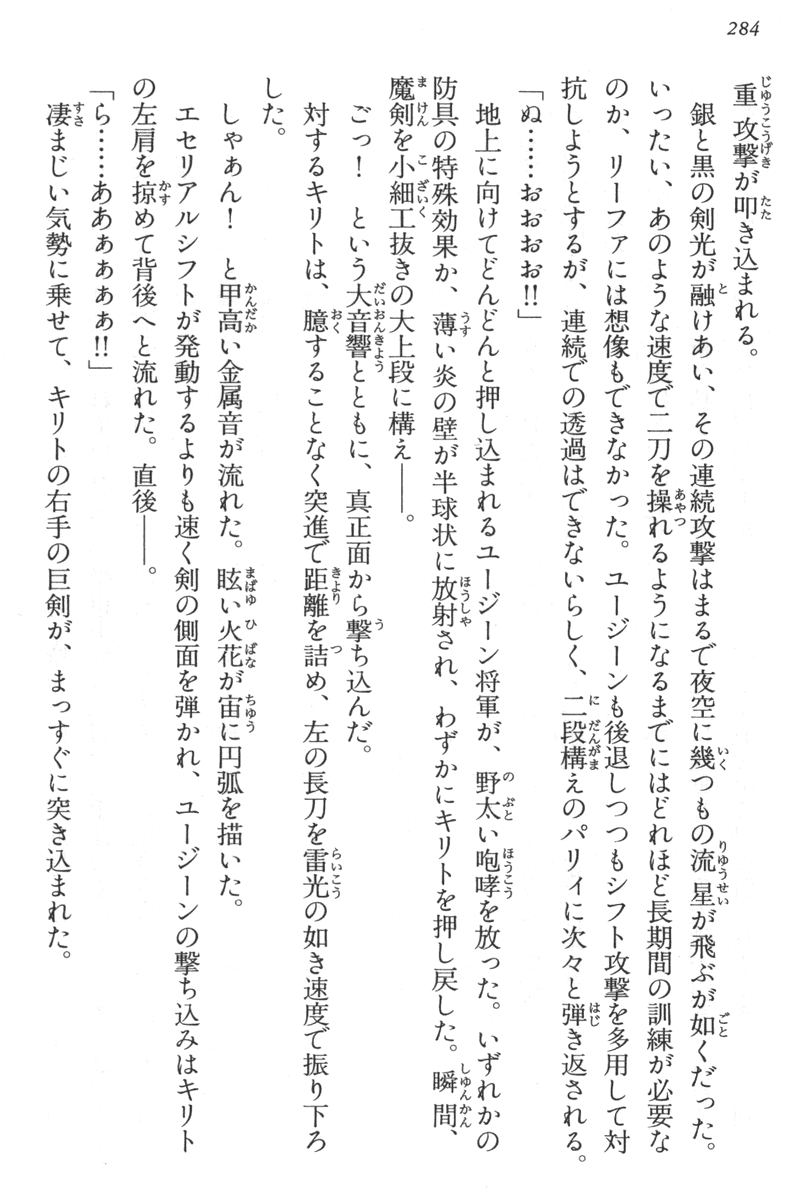 284
重攻撃が叩き込まれる。
銀と黒の剣光が融けあい、その連続攻撃はまるで夜空に幾つもの流星が飛ぶが如くだった。
いったい、あのような速度で二刀を操れるようになるまでにはどれほど長期間の訓練が必要な
のか、リーファには想像もできなかった。ユージーンも後退しつつもシフト攻撃を多用して対
抗しようとするが、連続での透過はできないらしく、二段構えのパリィに次々と弾き返される。
「ぬ……おおおお!!」
地上に向けてどんどんと押し込まれるユージーン将軍が、野太い咆哮を放った。いずれかの
防具の特殊効果か、薄い炎の壁が半球状に放射され、わずかにキリトを押し戻した。瞬間、
魔剣を小細工抜きの大上段に構え――。
ごっ！　という大音響とともに、真正面から撃ち込んだ。
対するキリトは、臆することなく突進で距離を詰め、左の長刀を雷光の如き速度で振り下ろ
した。
しゃぁん！　と甲高い金属音が流れた。眩い火花が宙に円弧を描いた。
エセリアルシフトが発動するよりも速く剣の側面を弾かれ、ユージーンの撃ち込みはキリト
の左肩を掠めて背後へと流れた。直後――。
「ら……あああぁぁぁ!!」
凄まじい気勢に乗せて、キリトの右手の巨剣が、まっすぐに突き込まれた。